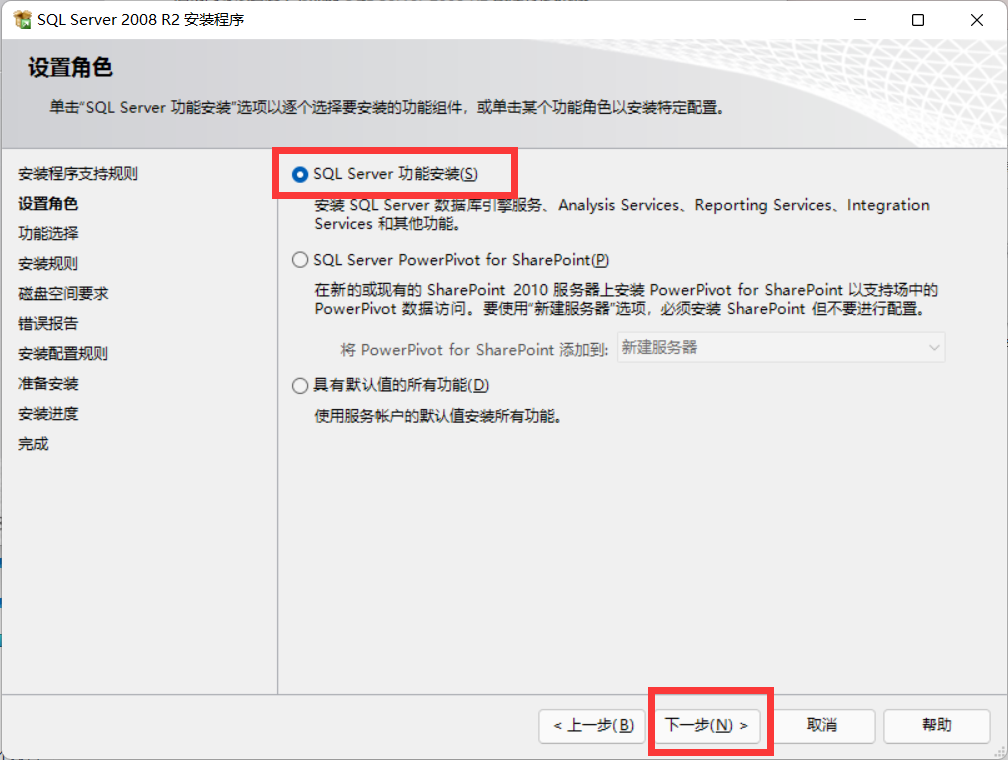 SQL Server 2008 R2 安装程序
设置角色
单击“SQL Server 功能安装”选项以逐个选择要安装的功能组件，或单击某个功能角色以安装特定配置。
安装程序支持规则
设置角色
功能选择
安装规则
磁盘空间要求
错误报告
安装配置规则
准备安装
安装进度
完成
SQL Server 功能安装(S)
安装 SQL Server 数据库引擎服务、Analysis Services、Reporting Services、Integration
Services 和其他功能。
SQL Server PowerPivot for SharePoint(P)
在新的或现有的 SharePoint 2010 服务器上安装 PowerPivot for SharePoint 以支持场中的
PowerPivot 数据访问。要使用“新建服务器”选项，必须安装 SharePoint 但不要进行配置。
将 PowerPivot for SharePoint 添加到: 新建服务器
具有默认值的所有功能(D)
使用服务帐户的默认值安装所有功能。
< 上一步(B) 下一步(N) > 取消 帮助